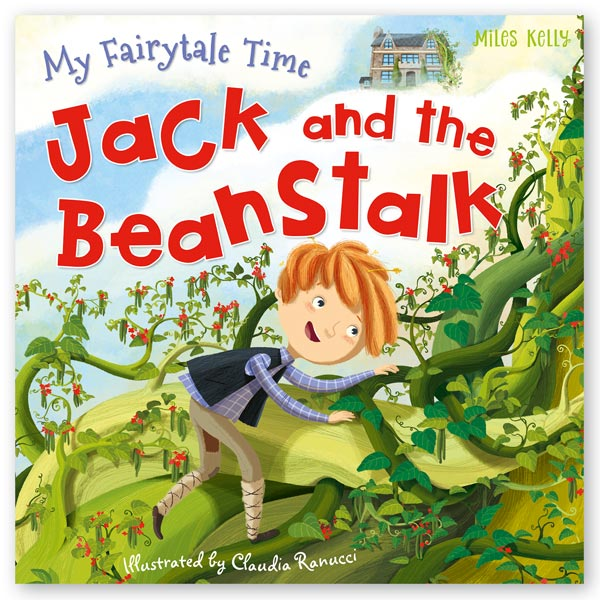 My Fairytale Time
Miles Kelly
Jack and the
Beanstalk
Illustrated by Claudia Ranucci